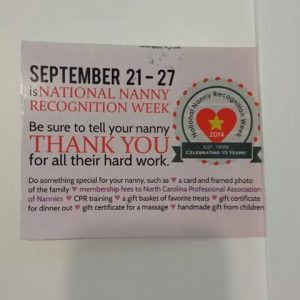 SEPTEMBER 21 – 27
is NATIONAL NANNY
RECOGNITION WEEK
Be sure to tell your nanny
THANK YOU
for all their hard work.
National Nanny Recognition Week
2014
EST. 1998
CELEBRATING 15 YEARS!
Do something special for your nanny, such as ♥ a card and framed photo
of the family ♥ membership fees to North Carolina Professional Association
of Nannies ♥ CPR training ♥ a gift basket of favorite treats ♥ gift certificate
for dinner out ♥ gift certificate for a massage ♥ handmade gift from children